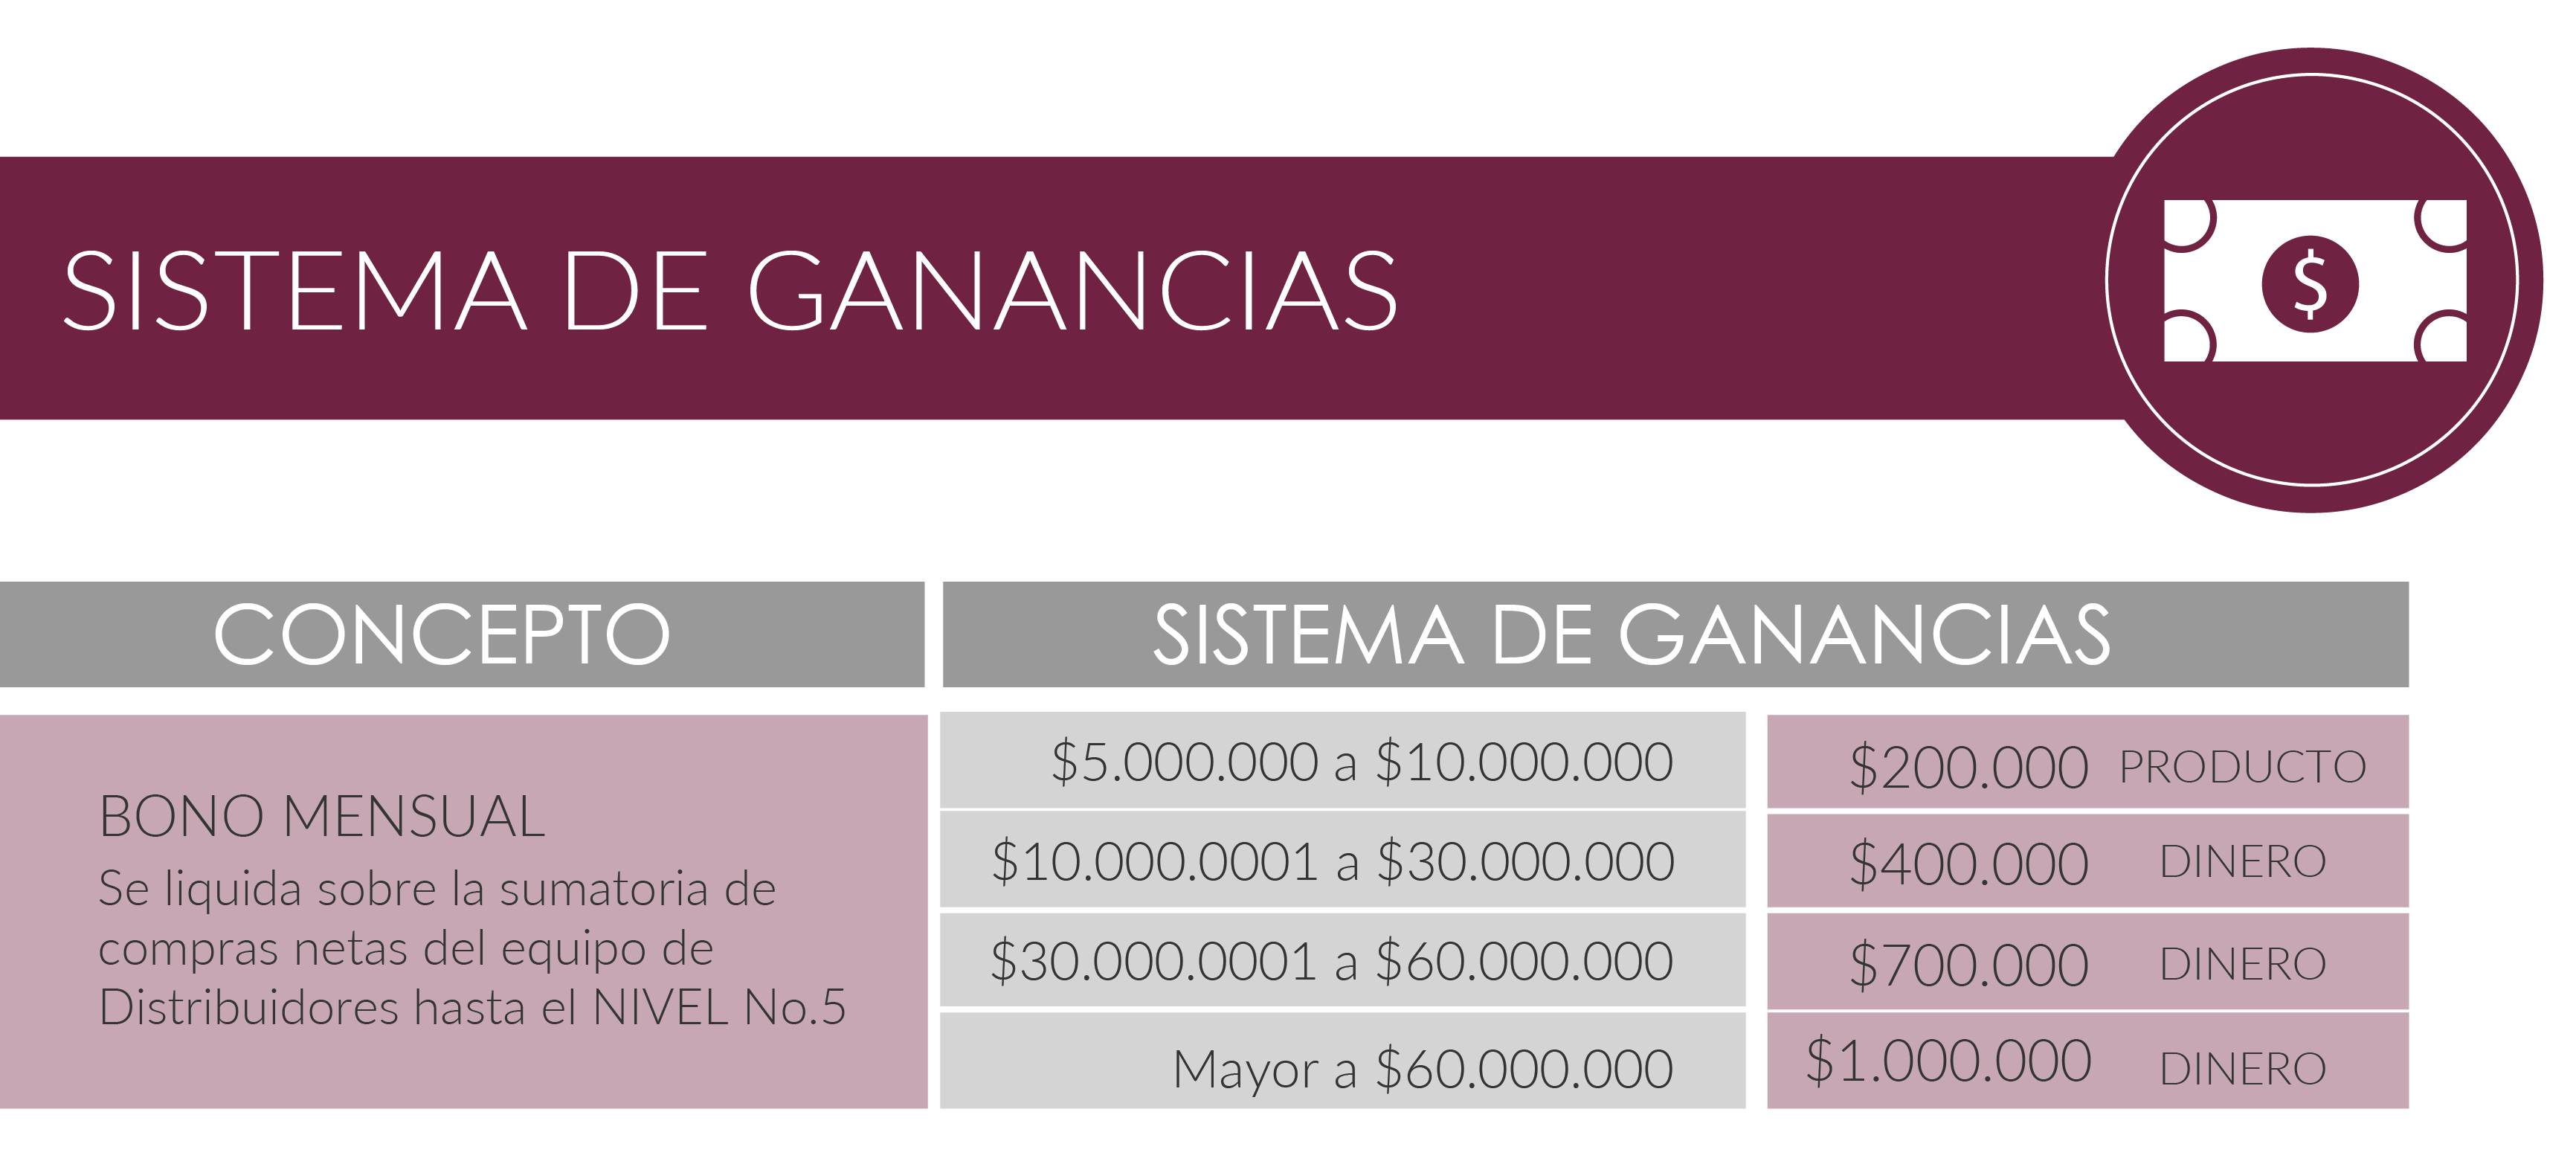 SISTEMA DE GANANCIAS
$
CONCEPTO
SISTEMA DE GANANCIAS
BONO MENSUAL
Se liquida sobre la sumatoria de
compras netas del equipo de
Distribuidores hasta el NIVEL No.5
$5.000.000 a $10.000.000 $200.000 PRODUCTO
$10.000.0001 a $30.000.000 $400.000 DINERO
$30.000.0001 a $60.000.000 $700.000 DINERO
Mayor a $60.000.000 $1.000.000 DINERO